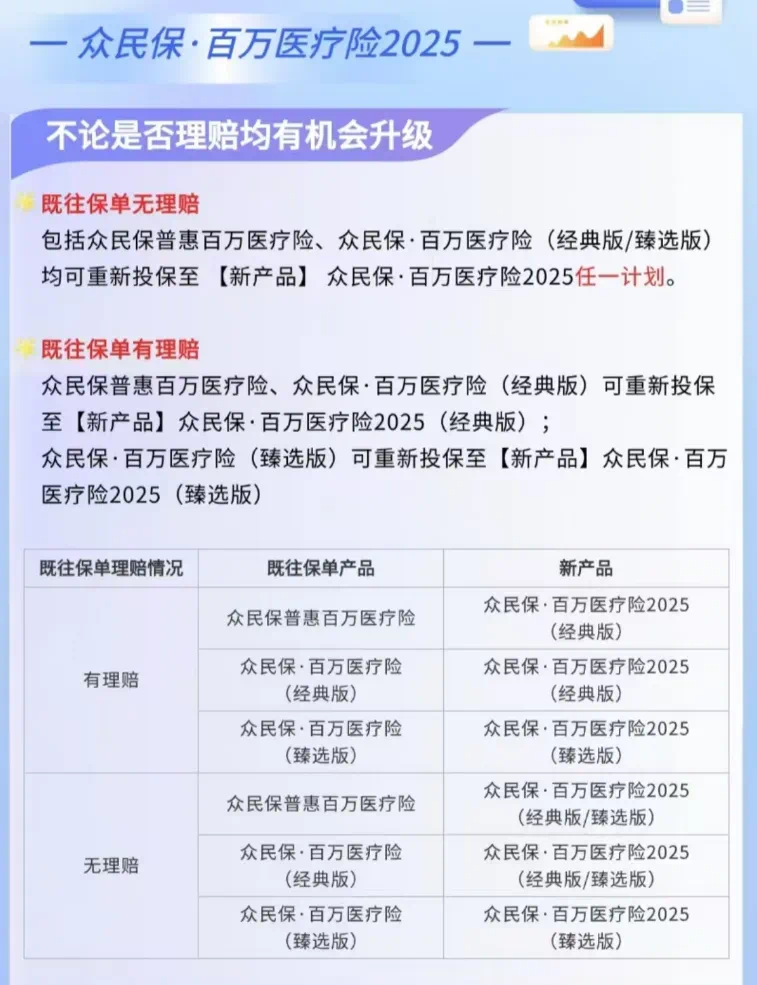 — 众民保·百万医疗险2025 —
不论是否理赔均有机会升级
既往保单无理赔
包括众民保普惠百万医疗险、众民保·百万医疗险（经典版/臻选版）
均可重新投保至 【新产品】 众民保·百万医疗险2025任一计划。
既往保单有理赔
众民保普惠百万医疗险、众民保·百万医疗险（经典版）可重新投保
至【新产品】众民保·百万医疗险2025（经典版）；
众民保·百万医疗险（臻选版）可重新投保至【新产品】众民保·百万
医疗险2025（臻选版）
既往保单理赔情况 既往保单产品 新产品
有理赔
众民保普惠百万医疗险
众民保·百万医疗险2025
（经典版）
众民保·百万医疗险
（经典版）
众民保·百万医疗险2025
（经典版）
众民保·百万医疗险
（臻选版）
众民保·百万医疗险2025
（臻选版）
无理赔
众民保普惠百万医疗险
众民保·百万医疗险2025
（经典版/臻选版）
众民保·百万医疗险
（经典版）
众民保·百万医疗险2025
（经典版/臻选版）
众民保·百万医疗险
（臻选版）
众民保·百万医疗险2025
（臻选版）